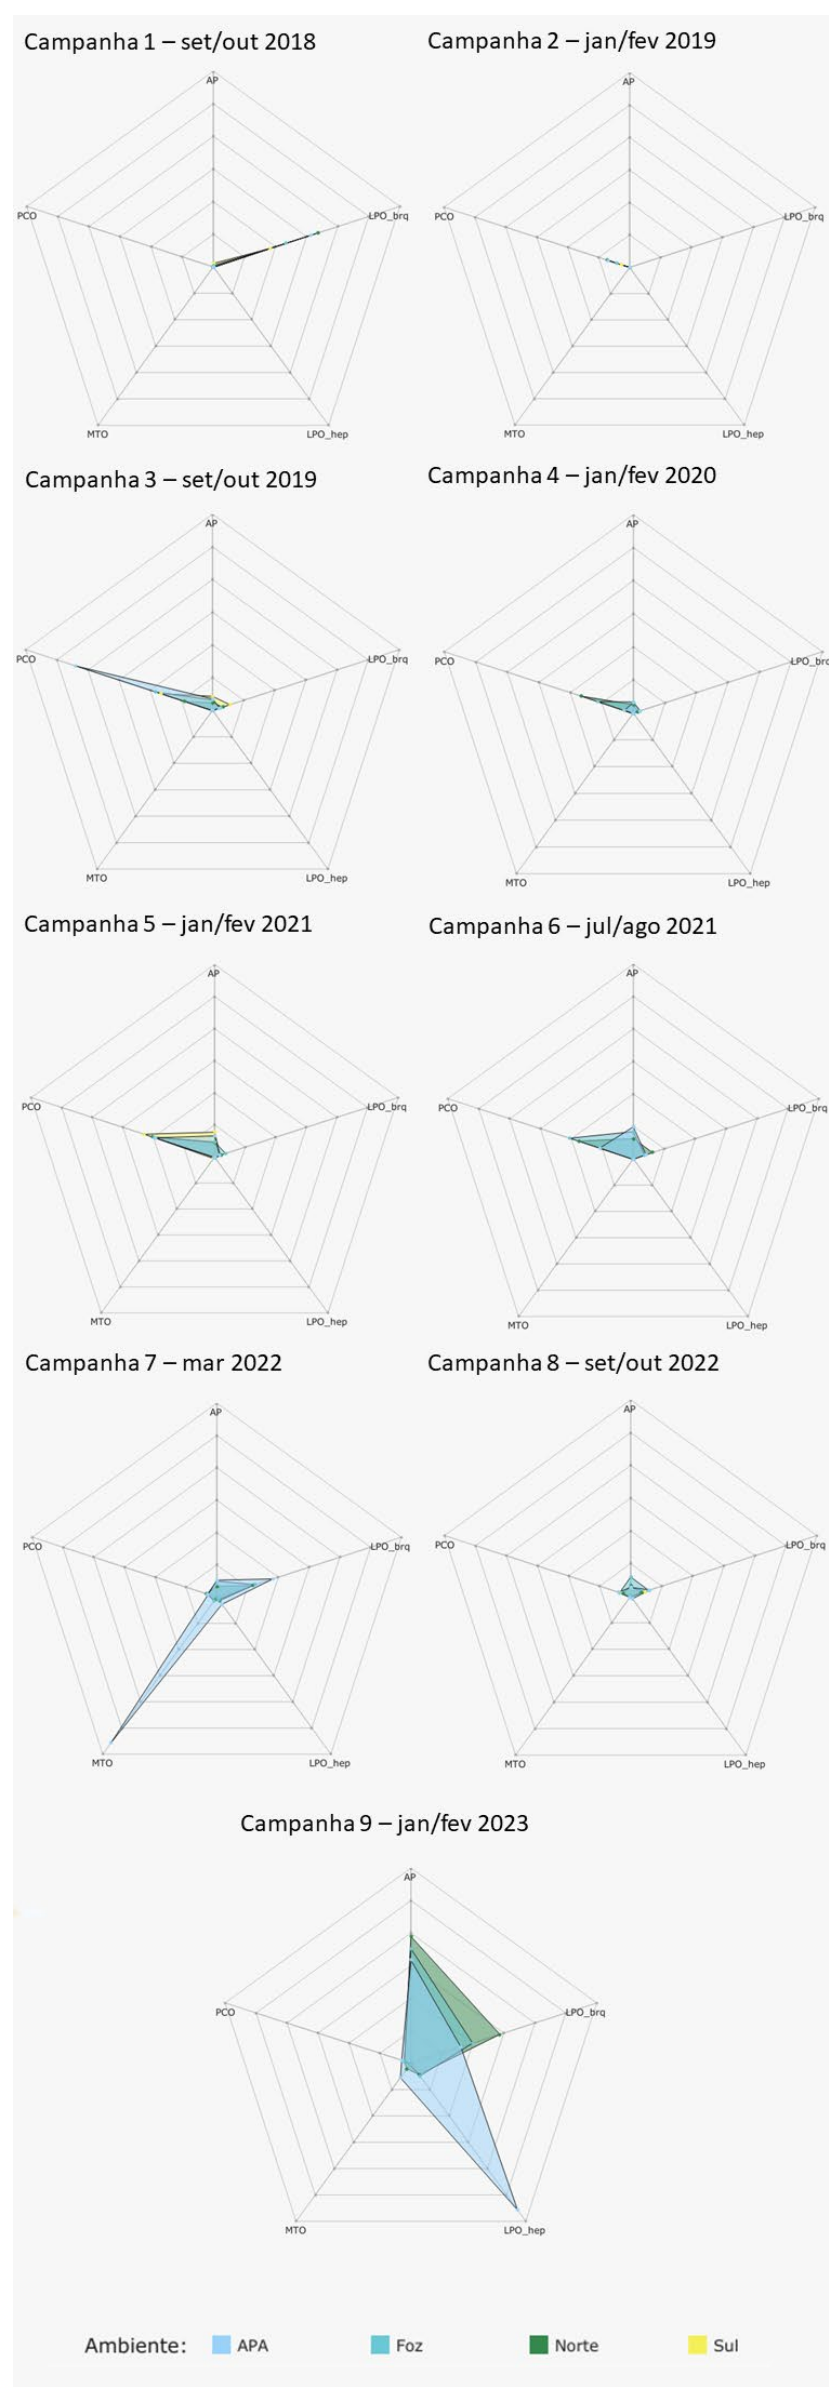 Campanha 1 – set/out 2018
AP
PCO
LPO_brq
MTO
LPO_hep
Campanha 2 – jan/fev 2019
AP
PCO
LPO_brq
MTO
LPO_hep
Campanha 3 – set/out 2019
AP
PCO
LPO_brq
MTO
LPO_hep
Campanha 4 – jan/fev 2020
AP
PCO
LPO_brq
MTO
LPO_hep
Campanha 5 – jan/fev 2021
AP
PCO
LPO_brq
MTO
LPO_hep
Campanha 6 – jul/ago 2021
AP
PCO
LPO_brq
MTO
LPO_hep
Campanha 7 – mar 2022
AP
PCO
LPO_brq
MTO
LPO_hep
Campanha 8 – set/out 2022
AP
PCO
LPO_brq
MTO
LPO_hep
Campanha 9 – jan/fev 2023
AP
PCO
LPO_brq
MTO
LPO_hep
Ambiente: APA Foz Norte Sul